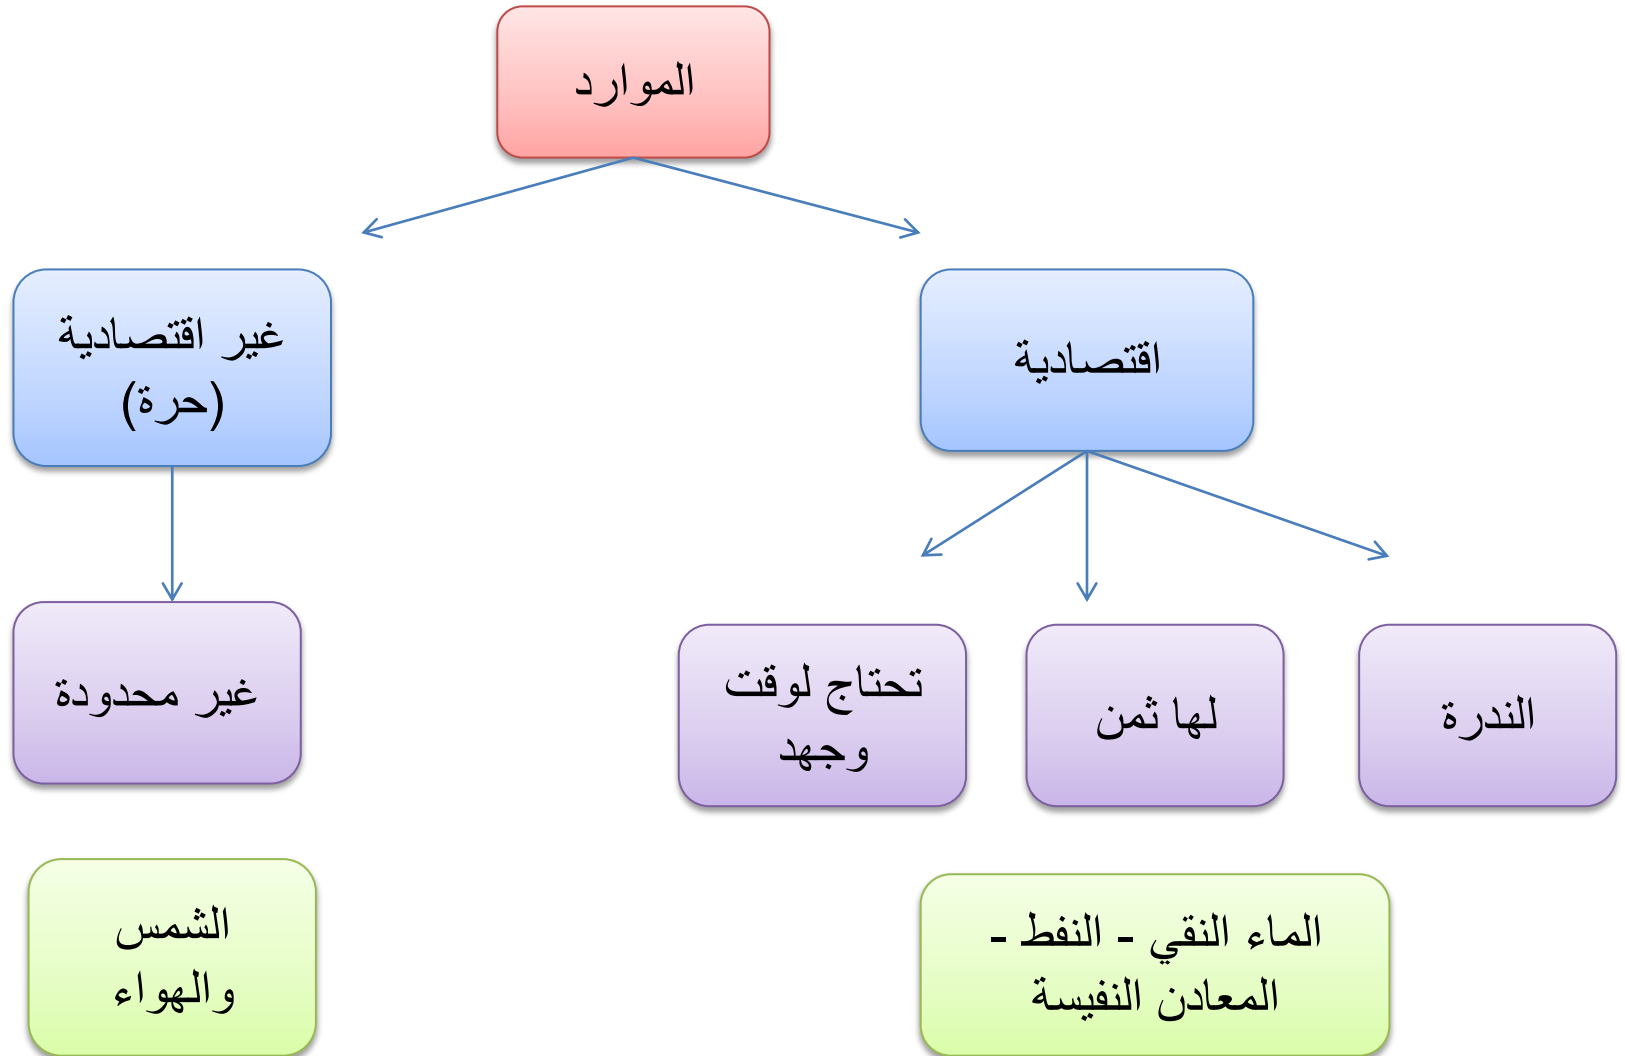 الموارد
اقتصادية
غير اقتصادية
(حرة)
الندرة
لها ثمن
تحتاج لوقت
وجهد
غير محدودة
الماء النقي - النفط -
المعادن النفيسة
الشمس
والهواء